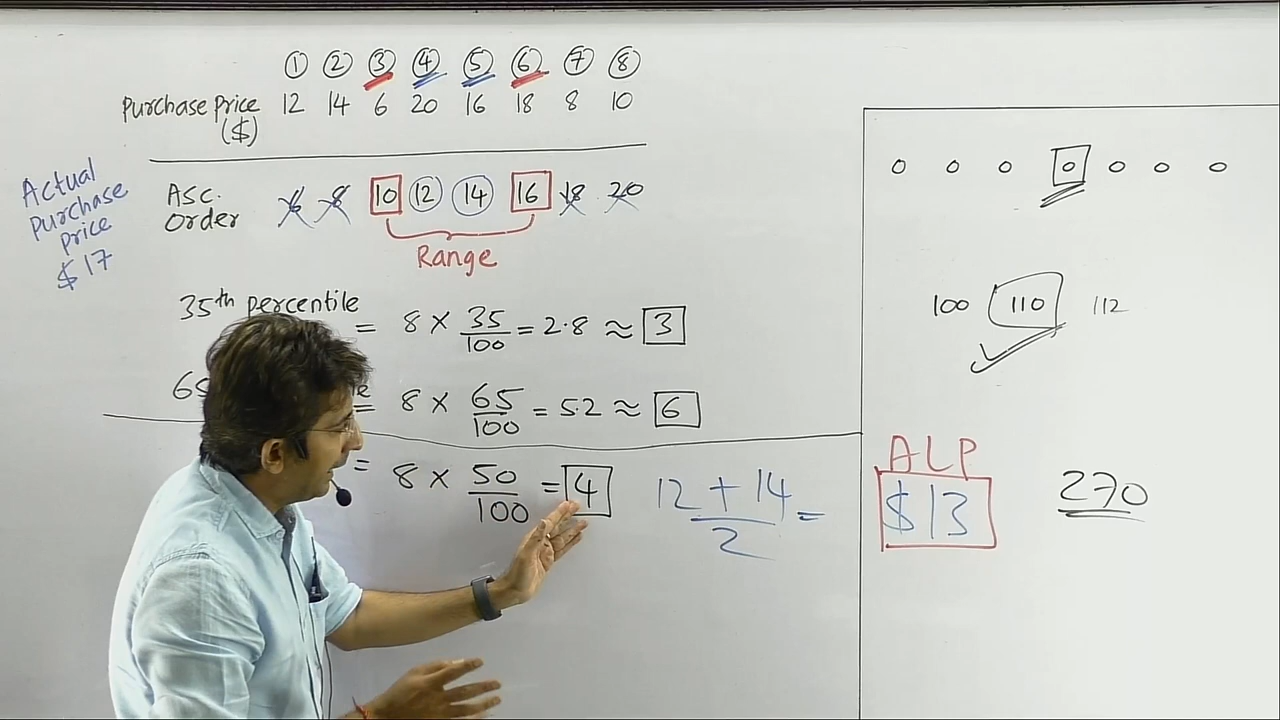 ① ② ③ ④ ⑤ ⑥ ⑦ ⑧
Purchase Price 12 14 6 20 16 18 8 10
($)
Actual
Purchase
Price
$17
Asc. 6 8 10 12 14 16 18 20
Order
Range
35th percentile
= 8 × 35/100 = 2.8 ≈ 3
65
= 8 × 65/100 = 5.2 ≈ 6
= 8 × 50/100 = 4
12 + 14/2 =
0 0 0 0 0 0 0
100 110 112
ALP
$13
270